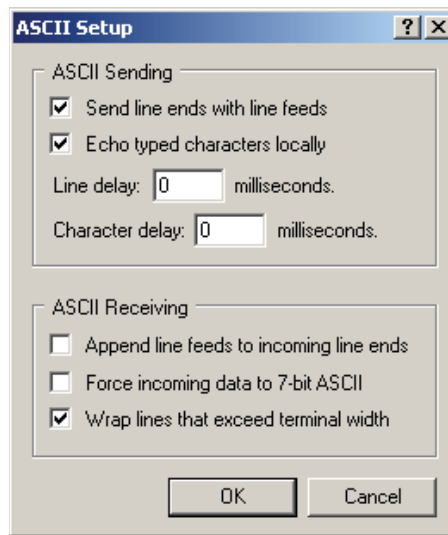 ASCII Setup
ASCII Sending
Send line ends with line feeds
Echo typed characters locally
Line delay: 0 milliseconds.
Character delay: 0 milliseconds.
ASCII Receiving
Append line feeds to incoming line ends
Force incoming data to 7-bit ASCII
Wrap lines that exceed terminal width
OK Cancel